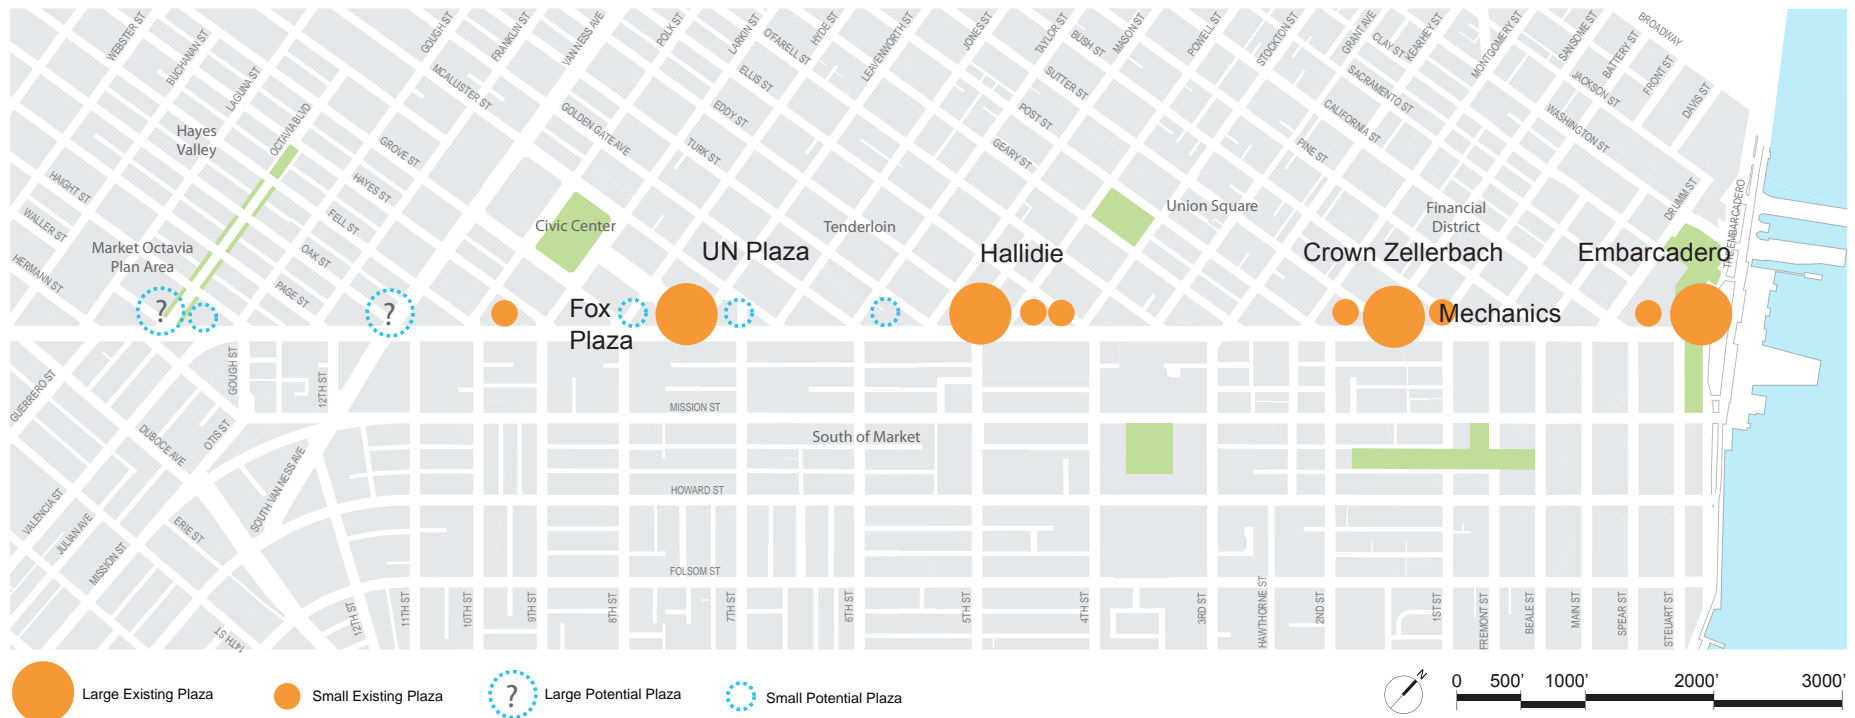 WEBSTER ST
BUCHANAN ST
LAGUNA ST
OCTAVIA BLVD
GOUGH ST
FRANKLIN ST
VAN NESS AVE
MCALLISTER ST
POLK ST
LARKIN ST
O'FARELL ST
HYDE ST
LEAVENWORTH ST
JONES ST
TAYLOR ST
BUSH ST
MASON ST
POWELL ST
STOCKTON ST
GRANT AVE
CLAY ST
KEARHEY ST
MONTGOMERY ST
SANSOME ST
BATTERY ST
BROADWAY
FRONT ST
JACKSON ST
DAVIS ST
ELLIS ST
EDDY ST
GOLDEN GATE AVE
TURK ST
SUTTER ST
POST ST
GEARY ST
SACRAMENTO ST
CALIFORNIA ST
PINE ST
WASHINGTON ST
DRUMM ST
THE EMBARCADERO
Hayes
Valley
GROVE ST
HAYES ST
FELL ST
OAK ST
PAGE ST
HAIGHT ST
WALLER ST
HERMANN ST
Market Octavia
Plan Area
Civic Center
Tenderloin
Union Square
Financial
District
UN Plaza
Hallidie
Crown Zellerbach
Embarcadero
?
?
Fox
Plaza
Mechanics
GUERRERO ST
GOUGH ST
12TH ST
DUBOCE AVE
OTIS ST
SOUTH VAN NESS AVE
VALENCIA ST
JULIAN AVE
MISSION ST
ERIE ST
14TH ST
MISSION ST
South of Market
HOWARD ST
FOLSOM ST
12TH ST
11TH ST
10TH ST
9TH ST
8TH ST
7TH ST
6TH ST
5TH ST
4TH ST
3RD ST
HAWTHORNE ST
2ND ST
1ST ST
FREMONT ST
BEALE ST
MAIN ST
SPEAR ST
STEUART ST
Large Existing Plaza
Small Existing Plaza
?
Large Potential Plaza
Small Potential Plaza
N
0 500' 1000' 2000' 3000'